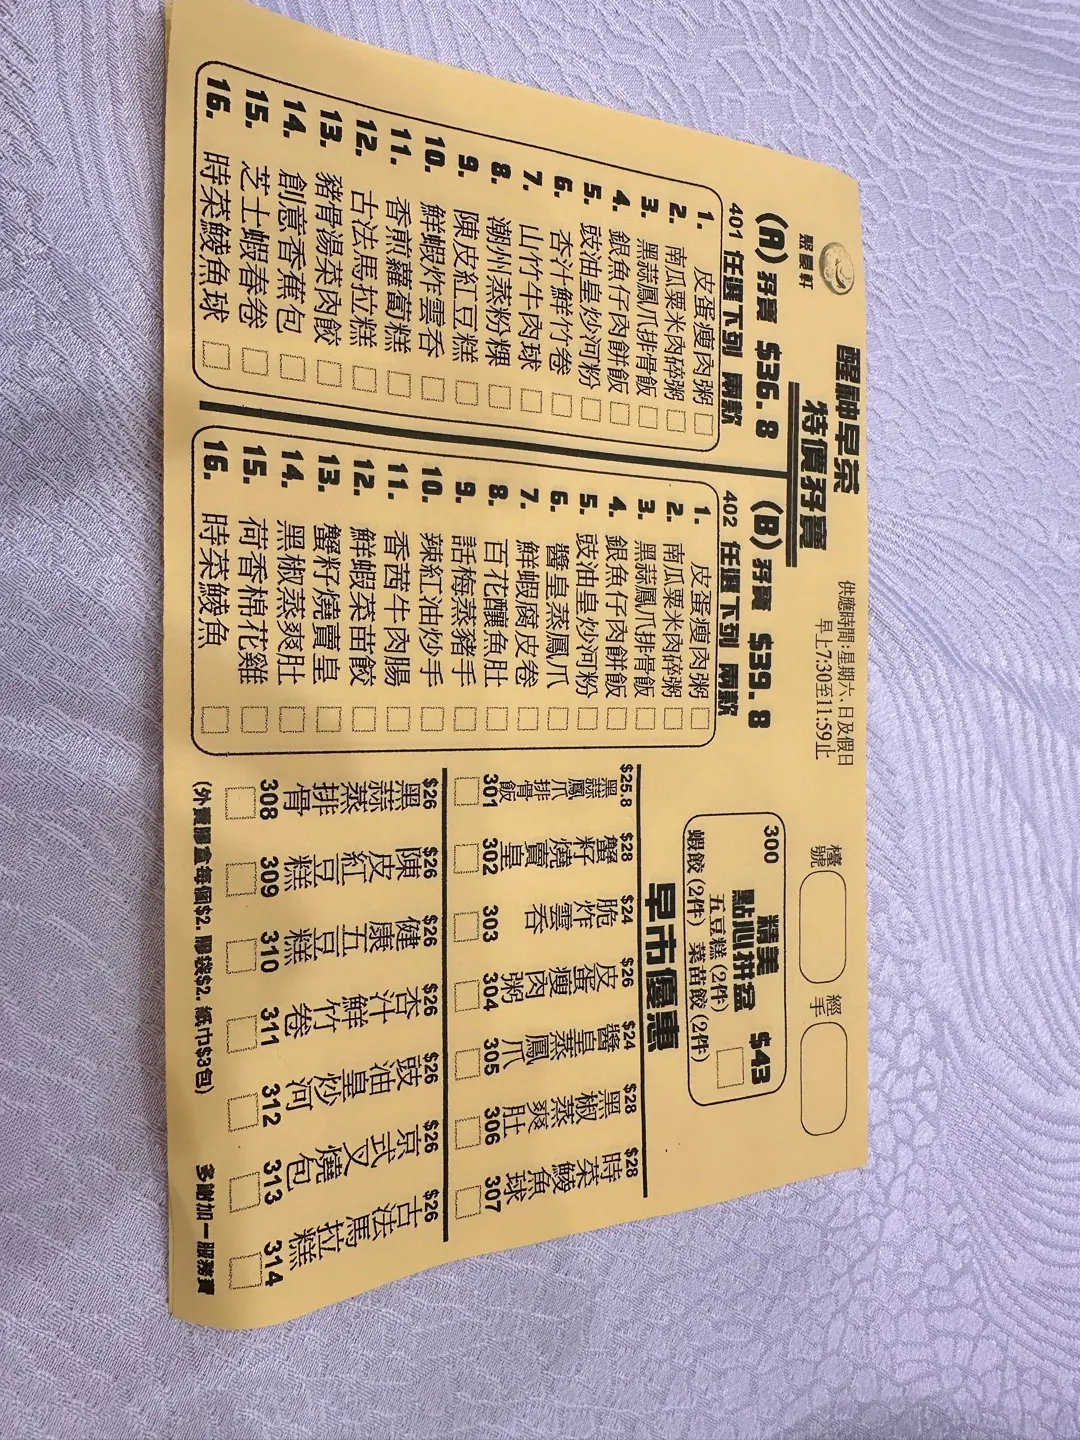 聚皇軒
醒神早茶
特價孖寶
供應時間:星期六.日及假日
早上7:30至11:59止
檯號
經手
(A) 孖寶 $36.8
401 任選下列 兩款
1. 皮蛋瘦肉粥
2. 南瓜粟米肉碎粥
3. 黑蒜鳳爪排骨飯
4. 銀魚仔肉餅飯
5. 豉油皇炒河粉
6. 杏汁鮮竹卷
7. 山竹牛肉球
8. 潮州蒸粉粿
9. 陳皮紅豆糕
10. 鮮蝦炸雲吞
11. 香煎蘿蔔糕
12. 古法馬拉糕
13. 豬骨湯菜肉餃
14. 創意香蕉包
15. 芝士蝦春卷
16. 時菜鯪魚球
(B) 孖寶 $39.8
402 任選下列 兩款
1. 皮蛋瘦肉粥
2. 南瓜粟米肉碎粥
3. 黑蒜鳳爪排骨飯
4. 銀魚仔肉餅飯
5. 豉油皇炒河粉
6. 醬皇蒸鳳爪
7. 鮮蝦腐皮卷
8. 百花釀魚肚
9. 話梅蒸豬手
10. 辣紅油炒手
11. 香茜牛肉腸
12. 鮮蝦菜苗餃
13. 蟹籽燒賣皇
14. 黑椒蒸爽肚
15. 荷香棉花雞
16. 時菜鯪魚
300 精美點心拼盆 $43
五豆糕(2件)
蝦餃(2件) 菜苗餃(2件)
早市優惠
$25.8 黑蒜鳳爪排骨飯 301
$28 蟹籽燒賣皇 302
$24 脆炸雲吞 303
$26 皮蛋瘦肉粥 304
$24 醬皇蒸鳳爪 305
$28 黑椒蒸爽肚 306
$28 時菜鯪魚球 307
$26 黑蒜蒸排骨 308
$26 陳皮紅豆糕 309
$26 健康五豆糕 310
$26 杏汁鮮竹卷 311
$26 豉油皇炒河 312
$26 京式叉燒包 313
$26 古法馬拉糕 314
(外賣膠盒每個$2. 膠袋$2. 紙巾$3包)
多謝加一服務費